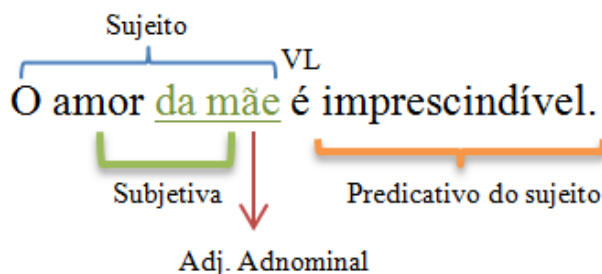 Sujeito
VL
O amor da mãe é imprescindível.
Subjetiva
Predicativo do sujeito
Adj. Adnominal